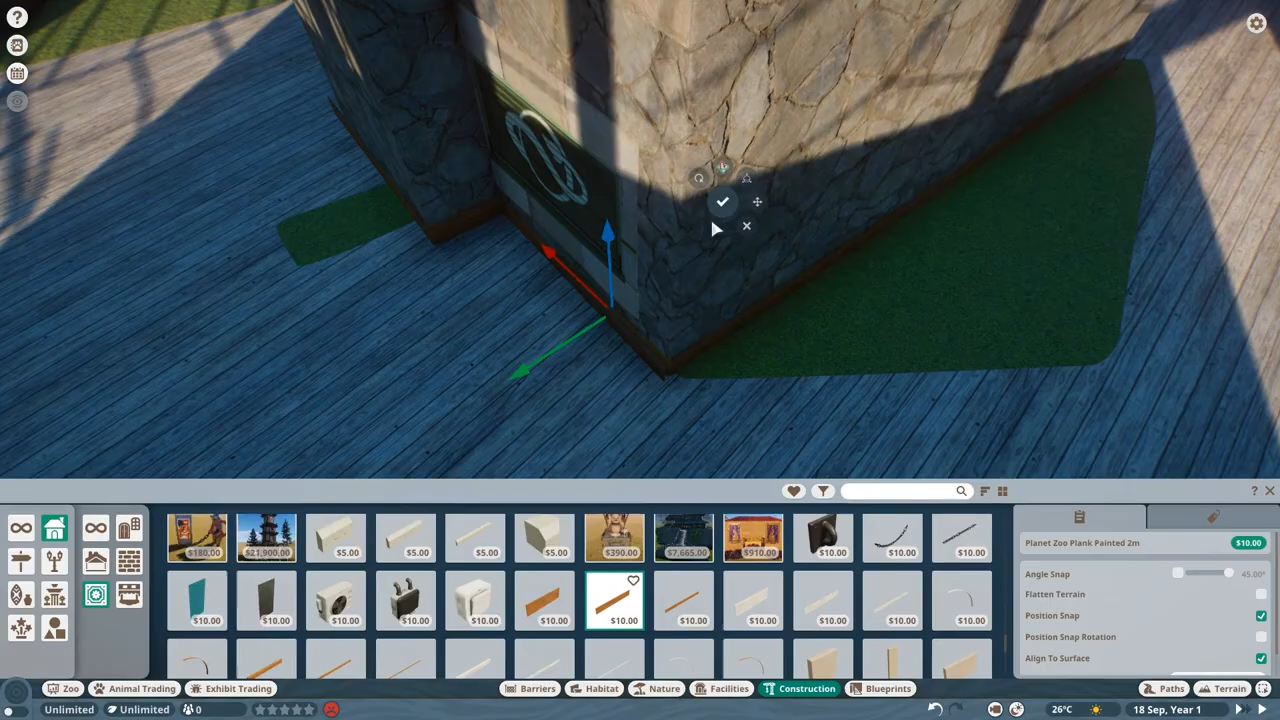 $180.00 $21,900.00 $5.00 $5.00 $5.00 $5.00 $390.00 $7,665.00 $910.00 $10.00 $10.00 $10.00
$10.00 $10.00 $10.00 $10.00 $10.00 $10.00 $10.00 $10.00 $10.00 $10.00 $10.00 $10.00
Planet Zoo Plank Painted 2m $10.00
Angle Snap 45.00°
Flatten Terrain
Position Snap
Position Snap Rotation
Align To Surface
Zoo Animal Trading Exhibit Trading Barriers Habitat Nature Facilities Construction Blueprints Paths Terrain
Unlimited Unlimited 0 26°C 18 Sep, Year 1